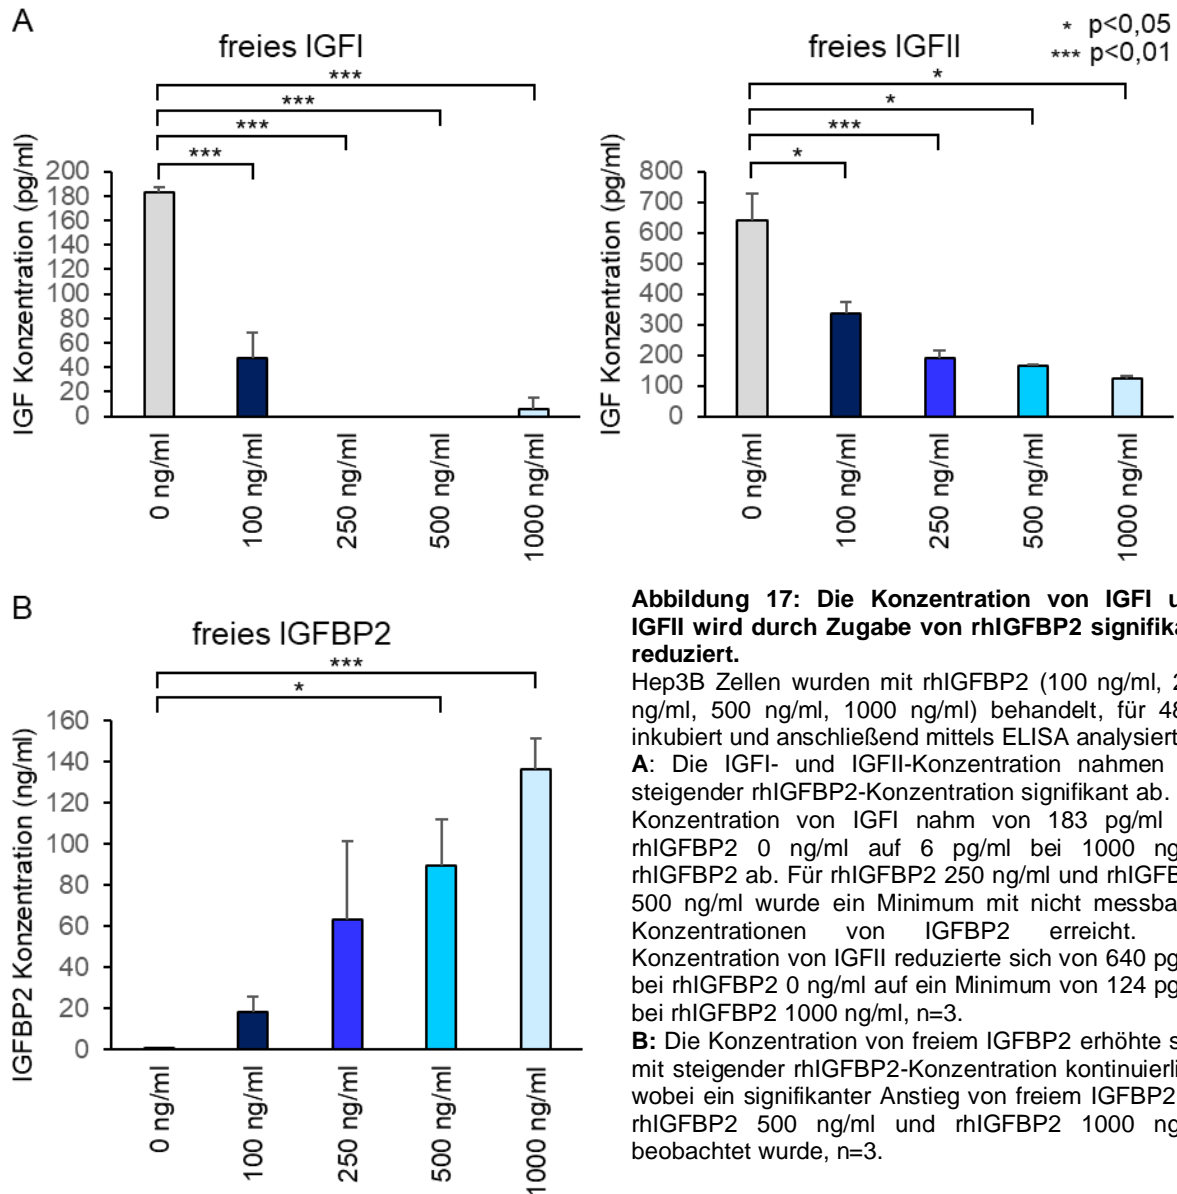 A
freies IGFI
***
***
***
***
IGF Konzentration (pg/ml)
200
180
160
140
120
100
80
60
40
20
0
0 ng/ml
100 ng/ml
250 ng/ml
500 ng/ml
1000 ng/ml
freies IGFII
* p<0,05
*** p<0,01
*
*
***
*
IGF Konzentration (pg/ml)
800
700
600
500
400
300
200
100
0
0 ng/ml
100 ng/ml
250 ng/ml
500 ng/ml
1000 ng/ml
B
freies IGFBP2
***
*
IGFBP2 Konzentration (ng/ml)
160
140
120
100
80
60
40
20
0
0 ng/ml
100 ng/ml
250 ng/ml
500 ng/ml
1000 ng/ml
Abbildung 17: Die Konzentration von IGFI
IGFII wird durch Zugabe von rhIGFBP2
reduziert.
Hep3B Zellen wurden mit rhIGFBP2 (100 ng/ml,
ng/ml, 500 ng/ml, 1000 ng/ml) behandelt, für
inkubiert und anschließend mittels ELISA analysiert
A: Die IGFI- und IGFII-Konzentration nahmen
steigender rhIGFBP2-Konzentration signifikant ab.
Konzentration von IGFI nahm von 183 pg/ml
rhIGFBP2 0 ng/ml auf 6 pg/ml bei 1000
rhIGFBP2 ab. Für rhIGFBP2 250 ng/ml und
500 ng/ml wurde ein Minimum mit nicht
Konzentrationen von IGFBP2 erreicht.
Konzentration von IGFII reduzierte sich von 640
bei rhIGFBP2 0 ng/ml auf ein Minimum von 124
bei rhIGFBP2 1000 ng/ml, n=3.
B: Die Konzentration von freiem IGFBP2 erhöhte
mit steigender rhIGFBP2-Konzentration
wobei ein signifikanter Anstieg von freiem IGFBP2
rhIGFBP2 500 ng/ml und rhIGFBP2 1000
beobachtet wurde, n=3.